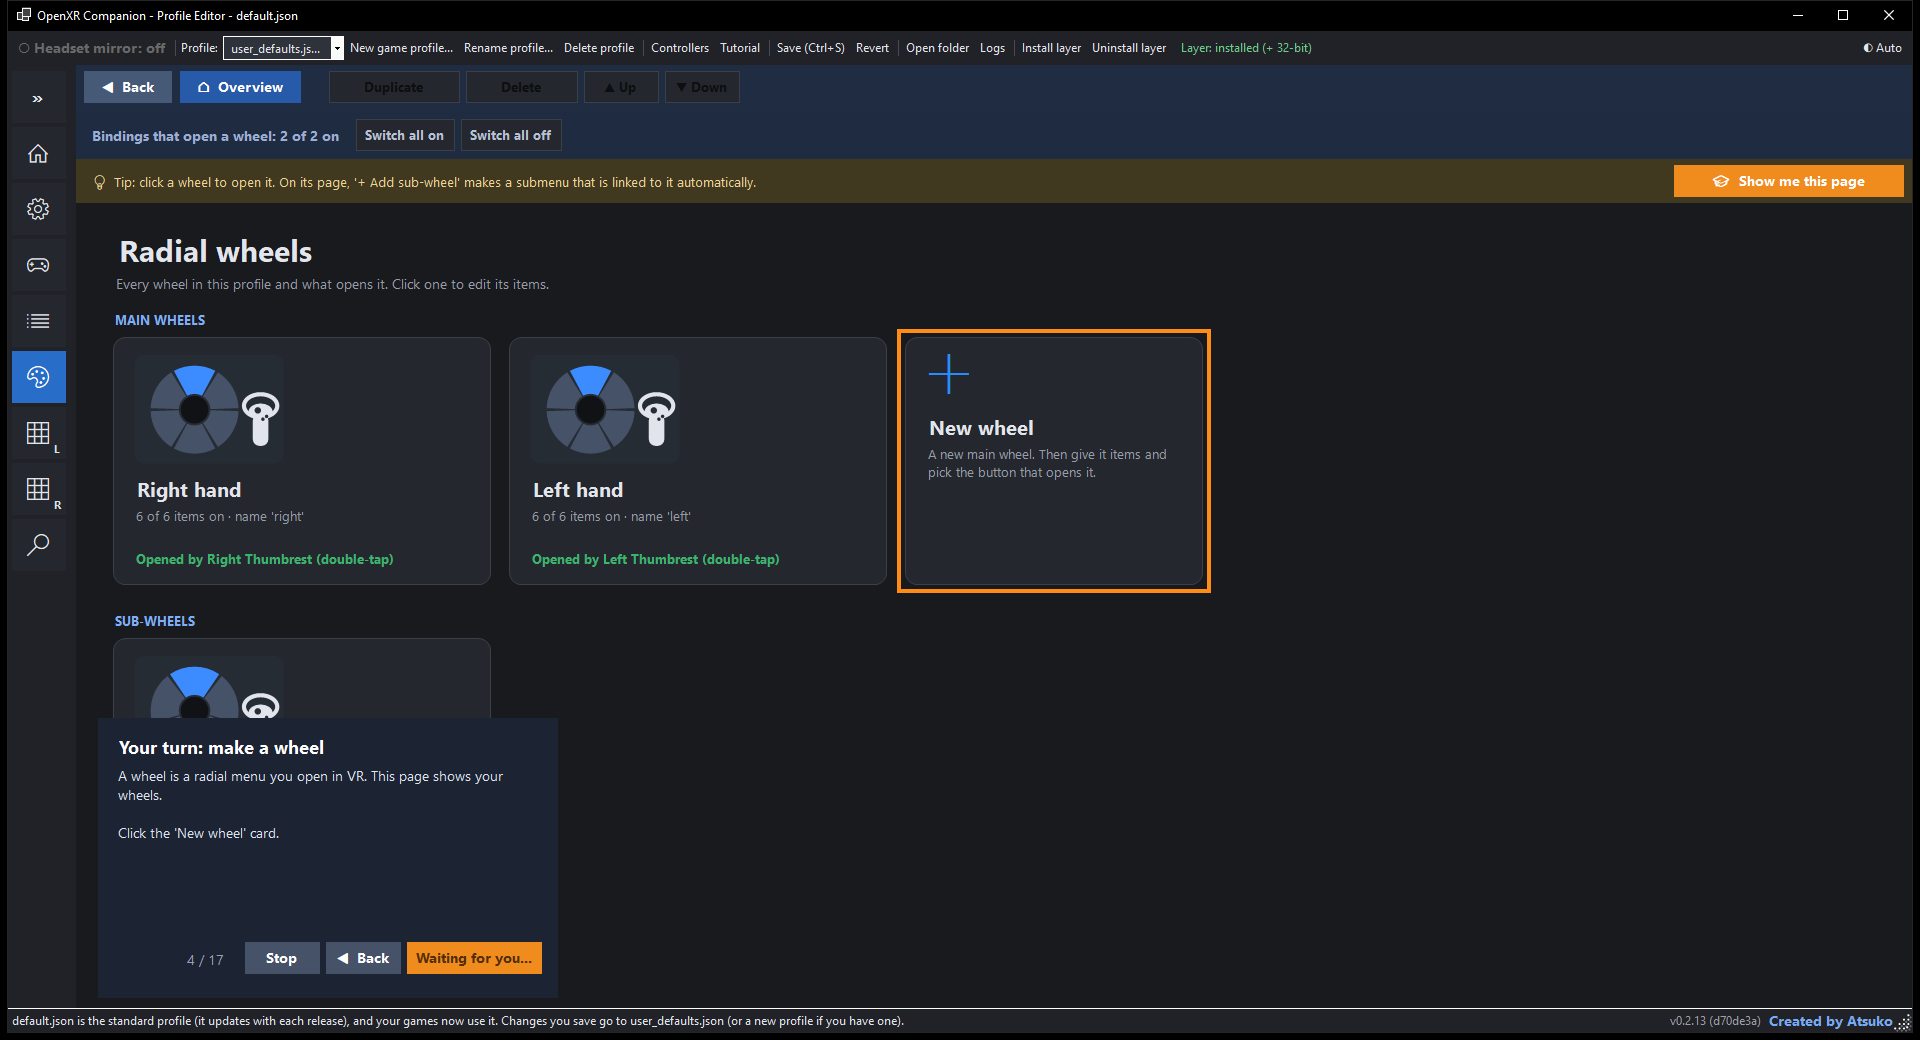 OpenXR Companion - Profile Editor - default.json
Headset mirror: off
Profile: user_defaults.js... New game profile... Rename profile... Delete profile Controllers Tutorial Save (Ctrl+S) Revert Open folder Logs Install layer Uninstall layer Layer: installed (+ 32-bit)
Auto
Back Overview Duplicate Delete Up Down
Bindings that open a wheel: 2 of 2 on Switch all on Switch all off
Tip: click a wheel to open it. On its page, '+ Add sub-wheel' makes a submenu that is linked to it automatically.
Show me this page
Radial wheels
Every wheel in this profile and what opens it. Click one to edit its items.
MAIN WHEELS
Right hand
6 of 6 items on · name 'right'
Opened by Right Thumbrest (double-tap)
Left hand
6 of 6 items on · name 'left'
Opened by Left Thumbrest (double-tap)
New wheel
A new main wheel. Then give it items and
pick the button that opens it.
L
R
SUB-WHEELS
Your turn: make a wheel
A wheel is a radial menu you open in VR. This page shows your
wheels.
Click the 'New wheel' card.
4 / 17 Stop Back Waiting for you...
default.json is the standard profile (it updates with each release), and your games now use it. Changes you save go to user_defaults.json (or a new profile if you have one).
v0.2.13 (d70de3a) Created by Atsuko